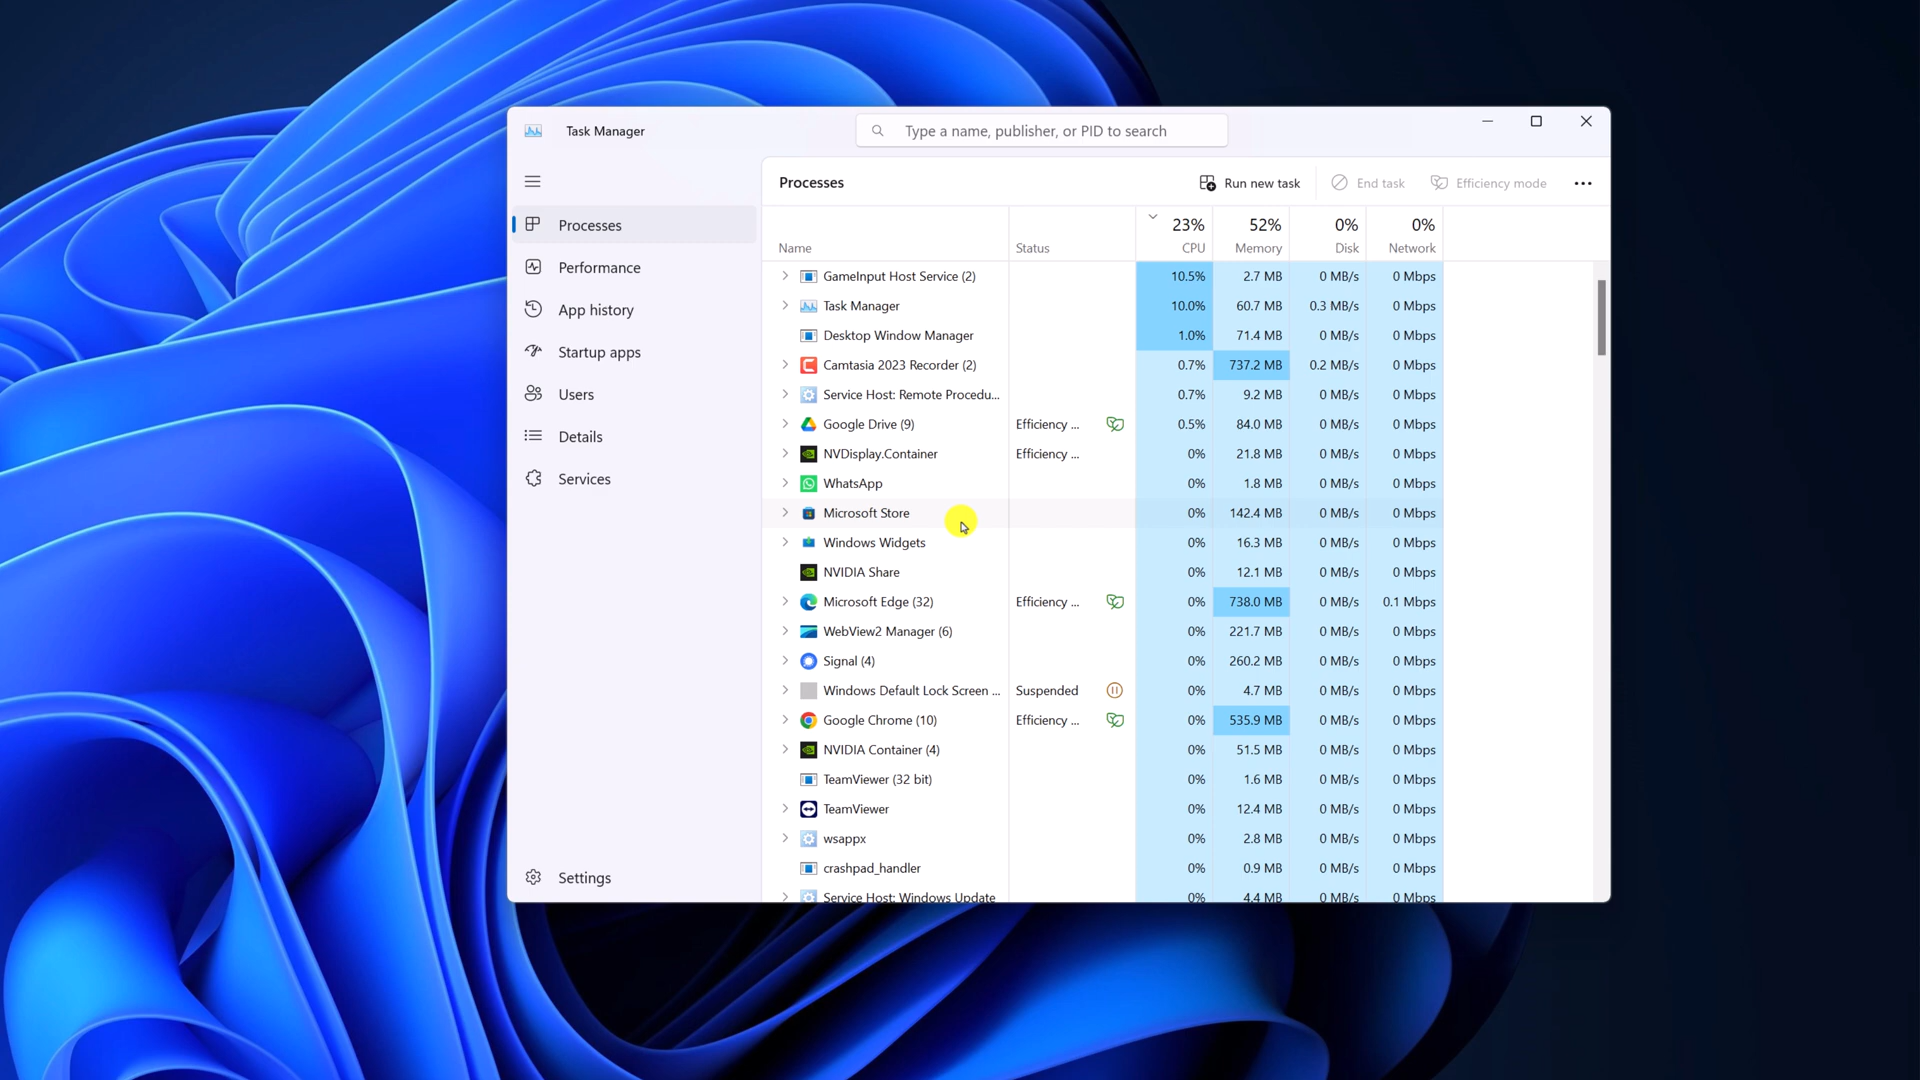 Task Manager
Type a name, publisher, or PID to search
Processes
Run new task
End task
Efficiency mode
Processes
Performance
App history
Startup apps
Users
Details
Services
Settings
Name Status 23% CPU 52% Memory 0% Disk 0% Network
GameInput Host Service (2) 10.5% 2.7 MB 0 MB/s 0 Mbps
Task Manager 10.0% 60.7 MB 0.3 MB/s 0 Mbps
Desktop Window Manager 1.0% 71.4 MB 0 MB/s 0 Mbps
Camtasia 2023 Recorder (2) 0.7% 737.2 MB 0.2 MB/s 0 Mbps
Service Host: Remote Procedu... 0.7% 9.2 MB 0 MB/s 0 Mbps
Google Drive (9) Efficiency ... 0.5% 84.0 MB 0 MB/s 0 Mbps
NVDisplay.Container Efficiency ... 0% 21.8 MB 0 MB/s 0 Mbps
WhatsApp 0% 1.8 MB 0 MB/s 0 Mbps
Microsoft Store 0% 142.4 MB 0 MB/s 0 Mbps
Windows Widgets 0% 16.3 MB 0 MB/s 0 Mbps
NVIDIA Share 0% 12.1 MB 0 MB/s 0 Mbps
Microsoft Edge (32) Efficiency ... 0% 738.0 MB 0 MB/s 0.1 Mbps
WebView2 Manager (6) 0% 221.7 MB 0 MB/s 0 Mbps
Signal (4) 0% 260.2 MB 0 MB/s 0 Mbps
Windows Default Lock Screen ... Suspended 0% 4.7 MB 0 MB/s 0 Mbps
Google Chrome (10) Efficiency ... 0% 535.9 MB 0 MB/s 0 Mbps
NVIDIA Container (4) 0% 51.5 MB 0 MB/s 0 Mbps
TeamViewer (32 bit) 0% 1.6 MB 0 MB/s 0 Mbps
TeamViewer 0% 12.4 MB 0 MB/s 0 Mbps
wsappx 0% 2.8 MB 0 MB/s 0 Mbps
crashpad_handler 0% 0.9 MB 0 MB/s 0 Mbps
Service Host: Windows Update 0% 4.4 MB 0 MB/s 0 Mbps